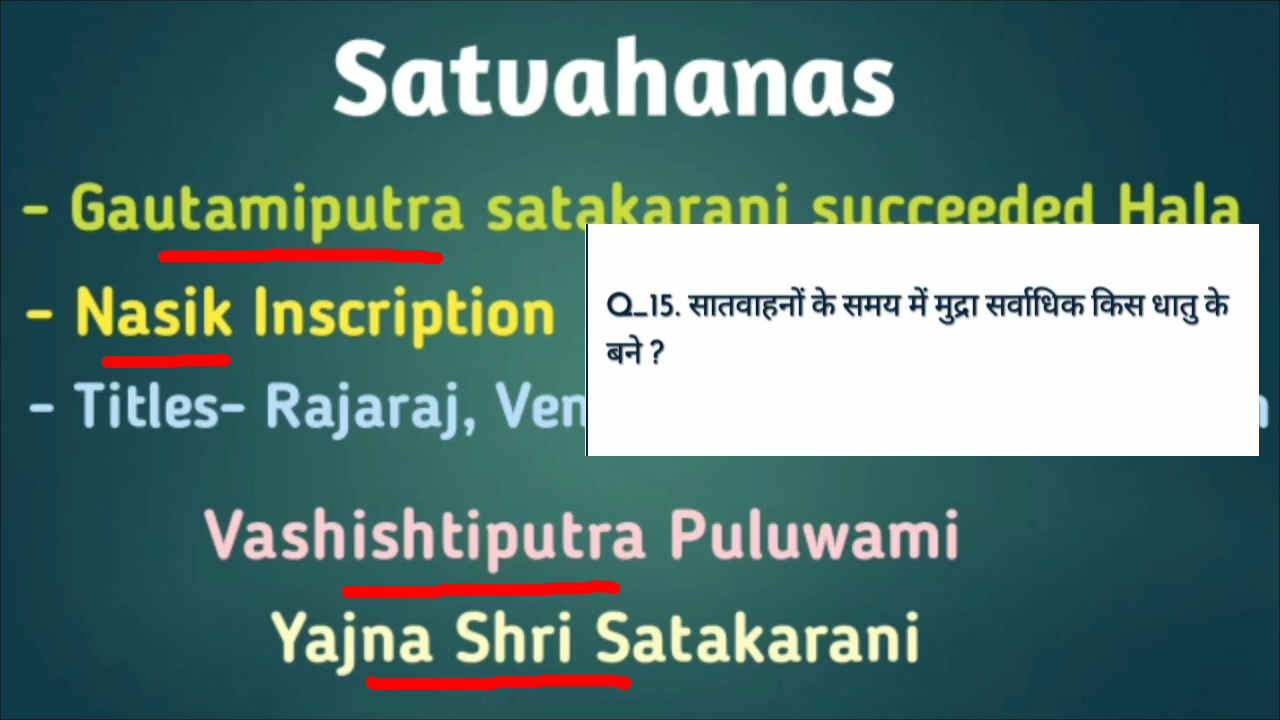 Satvahanas
- Gautamiputra satakarani succeeded Hala
- Nasik Inscription
Q_15. सातवाहनों के समय में मुद्रा सर्वाधिक किस धातु के
बने ?
- Titles- Rajaraj,
Vashishtiputra Puluwami
Yajna Shri Satakarani